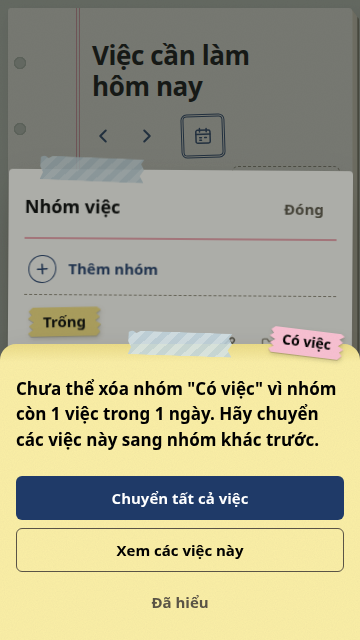 Việc cần làm
hôm nay
Nhóm việc
Đóng
Thêm nhóm
Trống
Có việc
Chưa thể xóa nhóm "Có việc" vì nhóm
còn 1 việc trong 1 ngày. Hãy chuyển
các việc này sang nhóm khác trước.
Chuyển tất cả việc
Xem các việc này
Đã hiểu